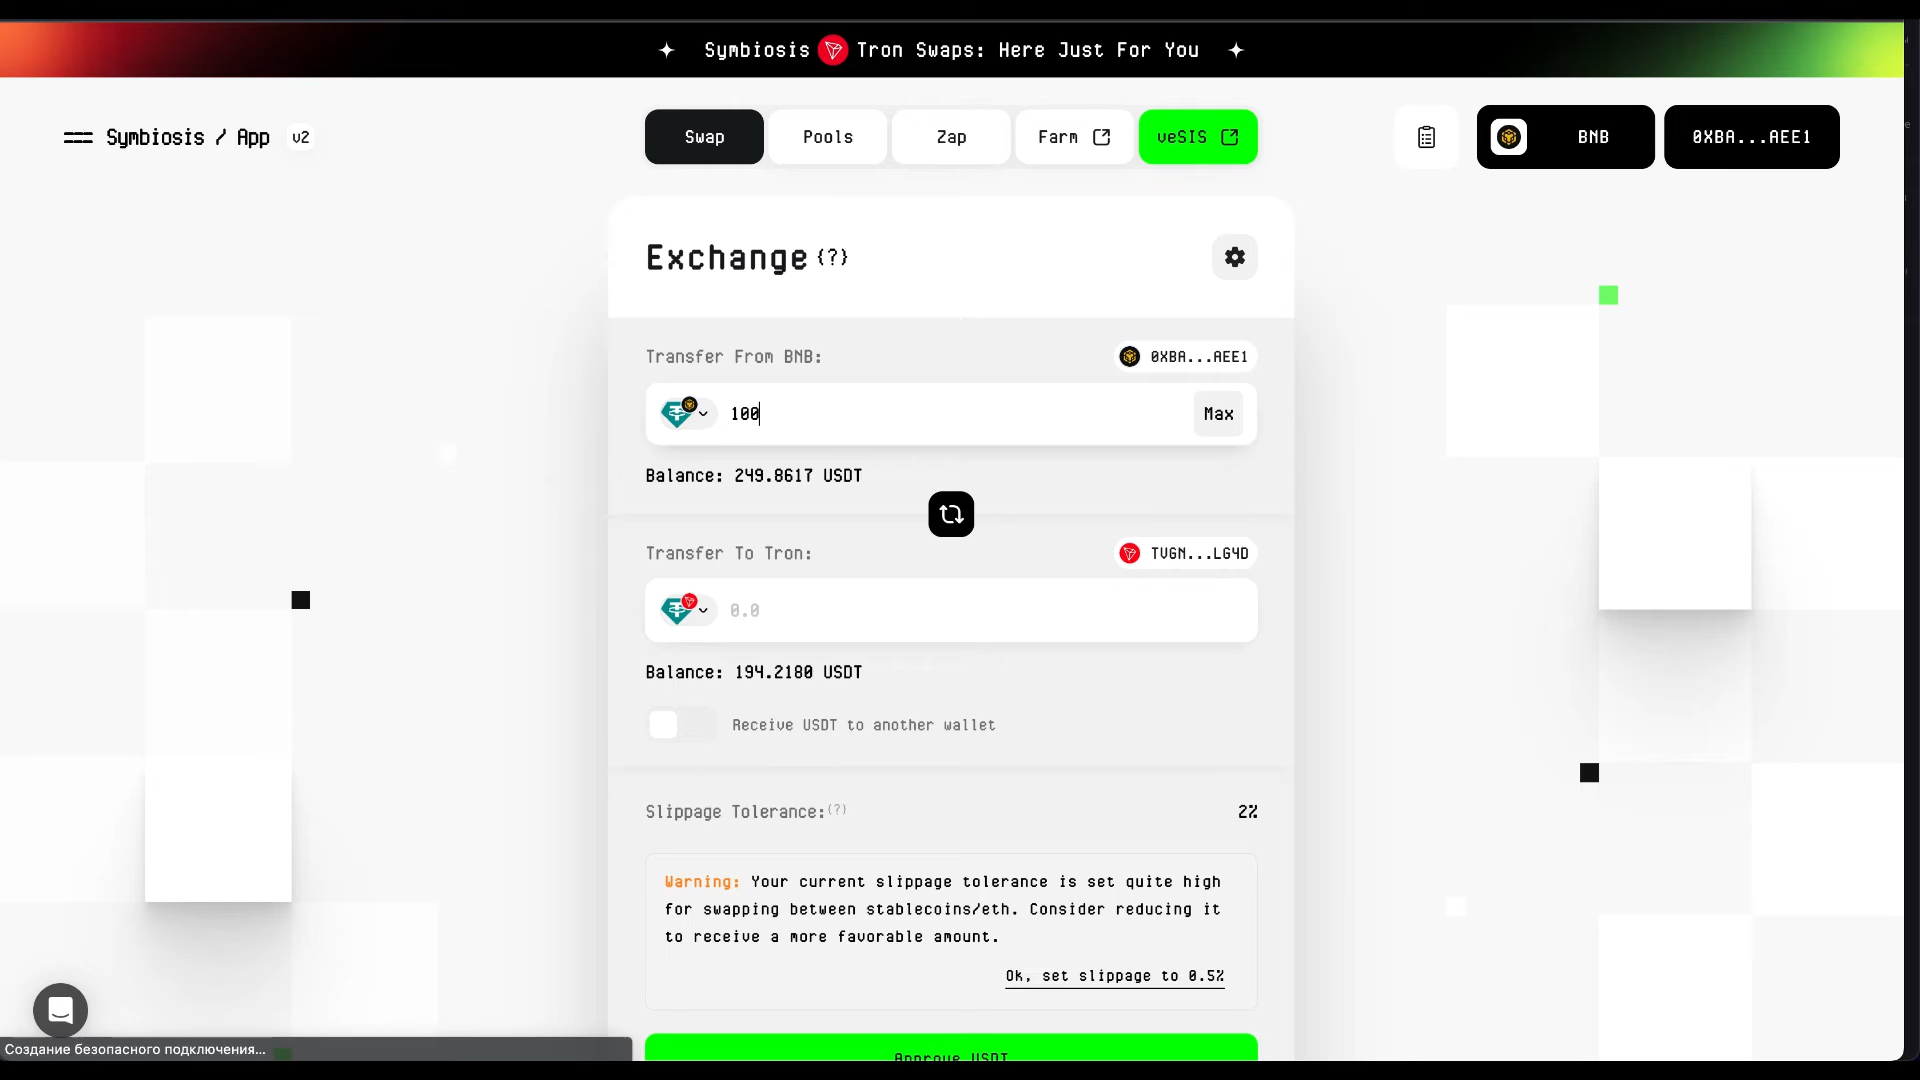 Symbiosis Tron Swaps: Here Just For You
Symbiosis / App v2
Swap
Pools
Zap
Farm
veSIS
BNB
0XBA...AEE1
Exchange (?)
Transfer From BNB:
0XBA...AEE1
100
Max
Balance: 249.8617 USDT
Transfer To Tron:
TVGN...LG4D
0.0
Balance: 194.2180 USDT
Receive USDT to another wallet
Slippage Tolerance:(?)
2%
Warning: Your current slippage tolerance is set quite high
for swapping between stablecoins/eth. Consider reducing it
to receive a more favorable amount.
Ok, set slippage to 0.5%
Approve USDT
Создание безопасного подключения...